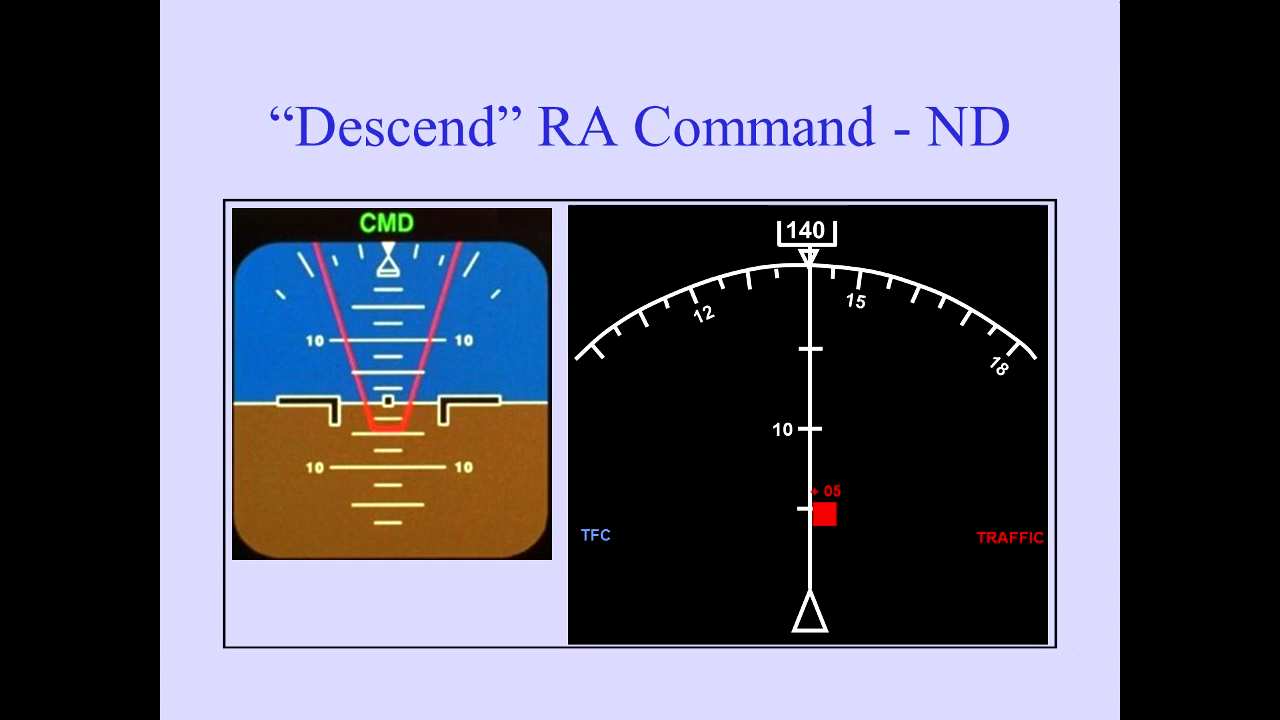 “Descend” RA Command - ND
CMD
10 10
10 10
140
12 15 18
10
+ 05
TFC
TRAFFIC